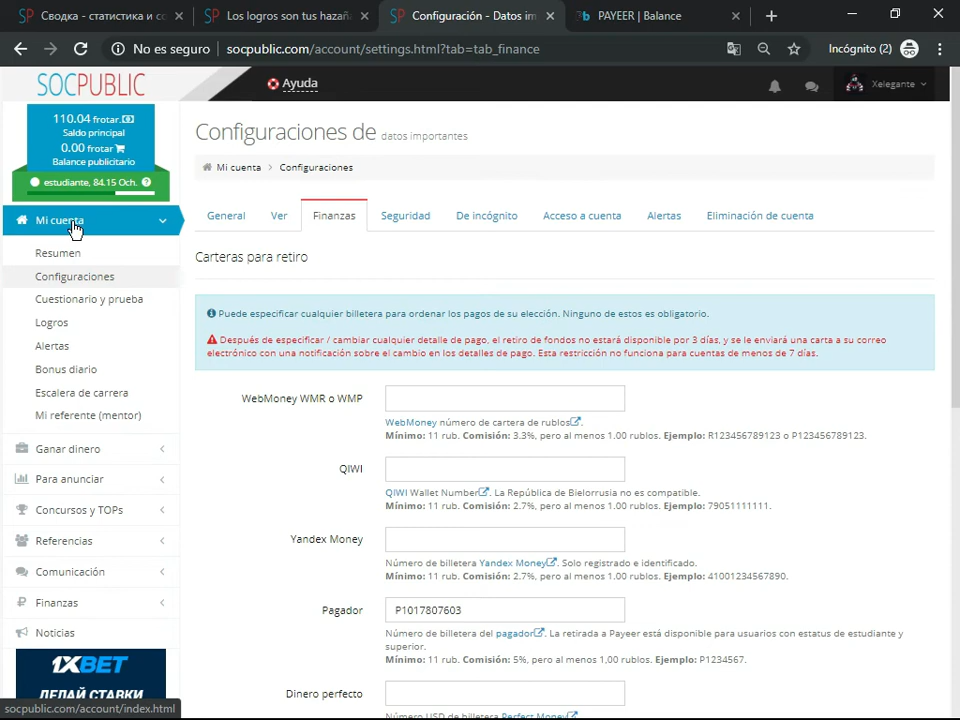 Сводка - статистика и со
Los logros son tus hazañ
Configuración - Datos im
PAYEER | Balance
No es seguro
socpublic.com/account/settings.html?tab=tab_finance
Incógnito (2)
SOCPUBLIC
Ayuda
Xelegante
110.04 frotar.
Saldo principal
0.00 frotar
Balance publicitario
estudiante, 84.15 Och.
Mi cuenta
Resumen
Configuraciones
Cuestionario y prueba
Logros
Alertas
Bonus diario
Escalera de carrera
Mi referente (mentor)
Ganar dinero
Para anunciar
Concursos y TOPs
Referencias
Comunicación
Finanzas
Noticias
1XBET
ДЕЛАЙ СТАВКИ
socpublic.com/account/index.html
Configuraciones de datos importantes
Mi cuenta > Configuraciones
General Ver Finanzas Seguridad De incógnito Acceso a cuenta Alertas Eliminación de cuenta
Carteras para retiro
Puede especificar cualquier billetera para ordenar los pagos de su elección. Ninguno de estos es obligatorio.
Después de especificar / cambiar cualquier detalle de pago, el retiro de fondos no estará disponible por 3 días, y se le enviará una carta a su correo
electrónico con una notificación sobre el cambio en los detalles de pago. Esta restricción no funciona para cuentas de menos de 7 días.
WebMoney WMR o WMP
WebMoney número de cartera de rublos.
Mínimo: 11 rub. Comisión: 3.3%, pero al menos 1.00 rublos. Ejemplo: R123456789123 o P123456789123.
QIWI
QIWI Wallet Number. La República de Bielorrusia no es compatible.
Mínimo: 11 rub. Comisión: 2.7%, pero al menos 1.00 rublos. Ejemplo: 79051111111.
Yandex Money
Número de billetera Yandex Money. Solo registrado e identificado.
Mínimo: 11 rub. Comisión: 2.7%, pero al menos 1.00 rublos. Ejemplo: 41001234567890.
Pagador P1017807603
Número de billetera del pagador. La retirada a Payeer está disponible para usuarios con estatus de estudiante y
superior.
Mínimo: 11 rub. Comisión: 5%, pero al menos 1.00 rublos. Ejemplo: P1234567.
Dinero perfecto
Número USD de billetera Perfect Money